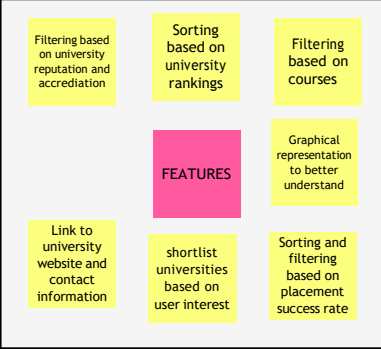 Filtering based
on university
reputation and
accrediation
Sorting
based on
university
rankings
Filtering
based on
courses
FEATURES
Graphical
representation
to better
understand
Link to
university
website and
contact
information
shortlist
universities
based on
user interest
Sorting and
filtering
based on
placement
success rate